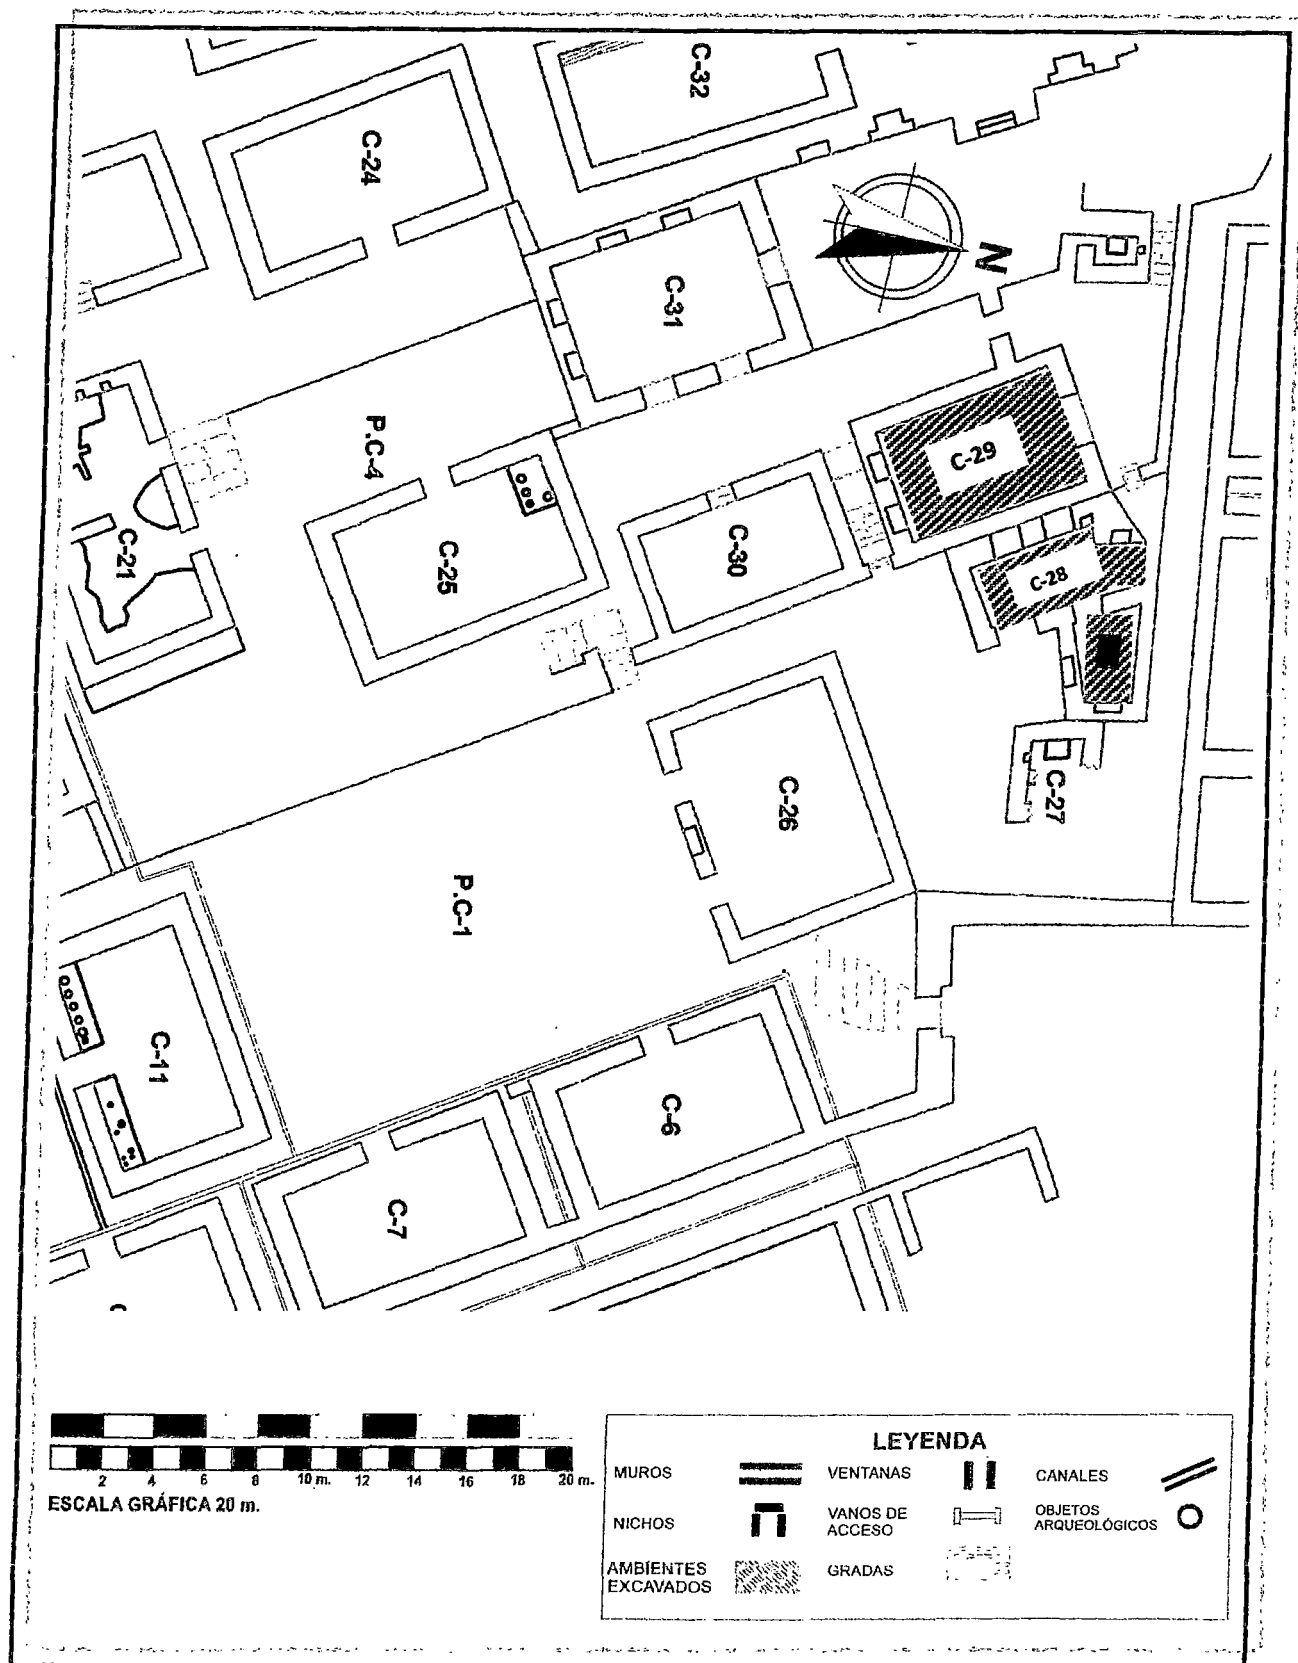 C-32
C-24
N
C-31
P.C-4
C-29
C-21
C-25
C-30
C-28
C-27
C-26
P.C-1
C-11
C-6
C-7
2 4 6 8 10 m. 12 14 16 18 20 m.
ESCALA GRÁFICA 20 m.
LEYENDA
MUROS VENTANAS CANALES
NICHOS VANOS DE ACCESO OBJETOS ARQUEOLÓGICOS
AMBIENTES EXCAVADOS GRADAS